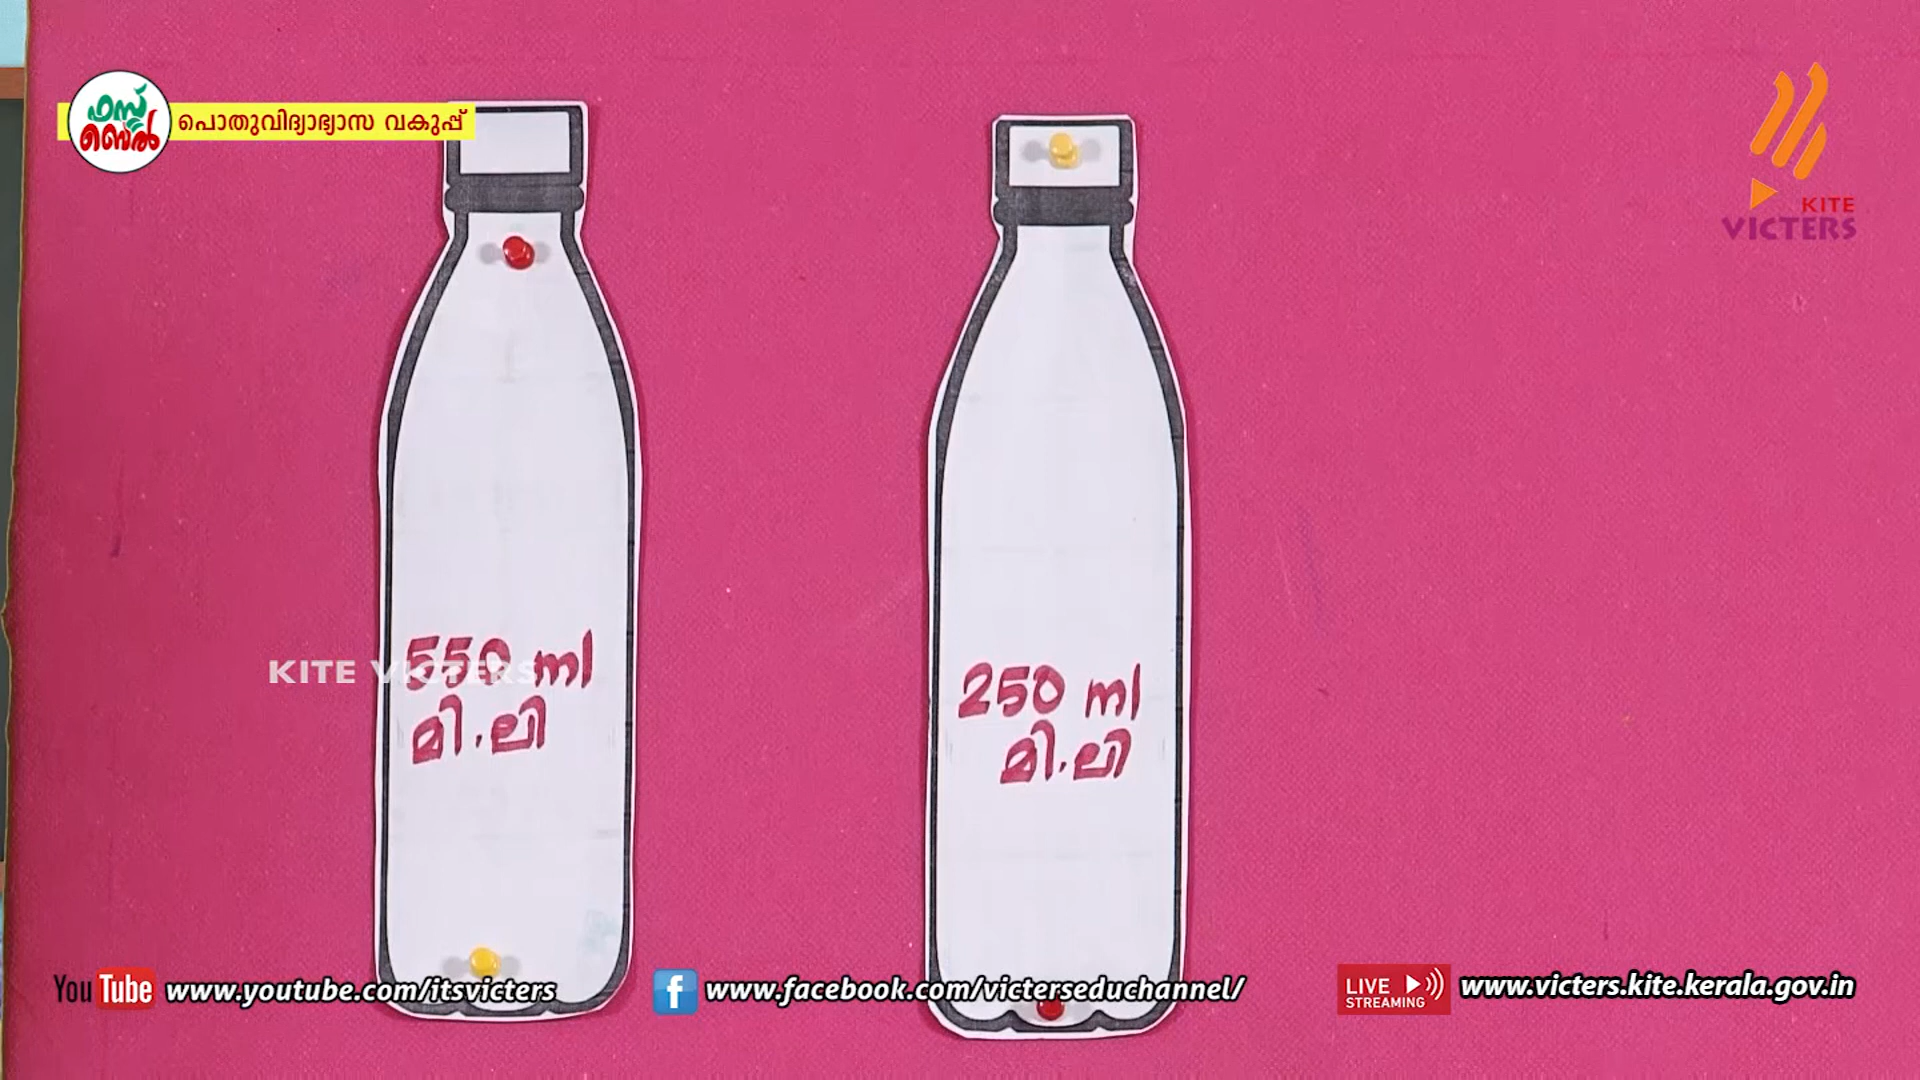 ഫസ്റ്റ്
ബെൽ
പൊതുവിദ്യാഭ്യാസ വകുപ്പ്
KITE
VICTERS
550 ml
മി.ലി
250 ml
മി.ലി
KITE VICTERS
YouTube www.youtube.com/itsvicters
f www.facebook.com/victerseduchannel/
LIVE
STREAMING
www.victers.kite.kerala.gov.in